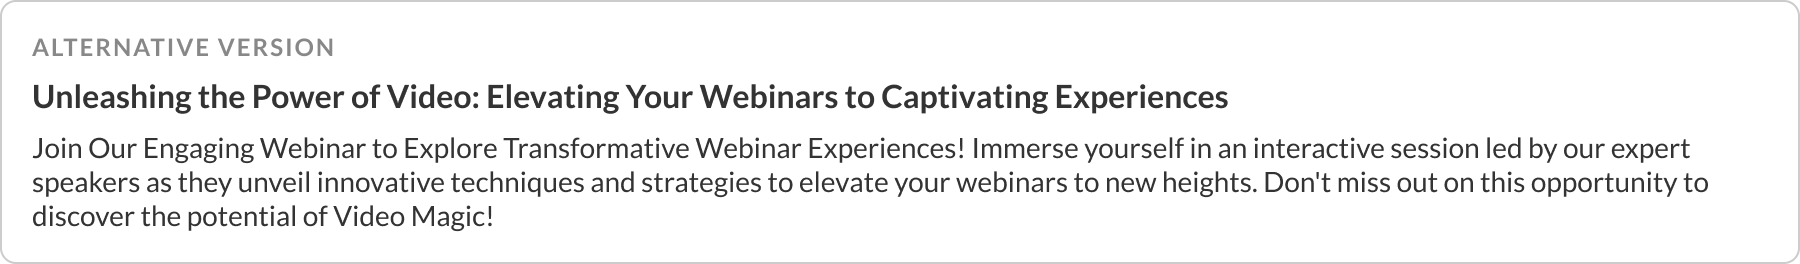 ALTERNATIVE VERSION
Unleashing the Power of Video: Elevating Your Webinars to Captivating Experiences
Join Our Engaging Webinar to Explore Transformative Webinar Experiences! Immerse yourself in an interactive session led by our expert
speakers as they unveil innovative techniques and strategies to elevate your webinars to new heights. Don't miss out on this opportunity to
discover the potential of Video Magic!